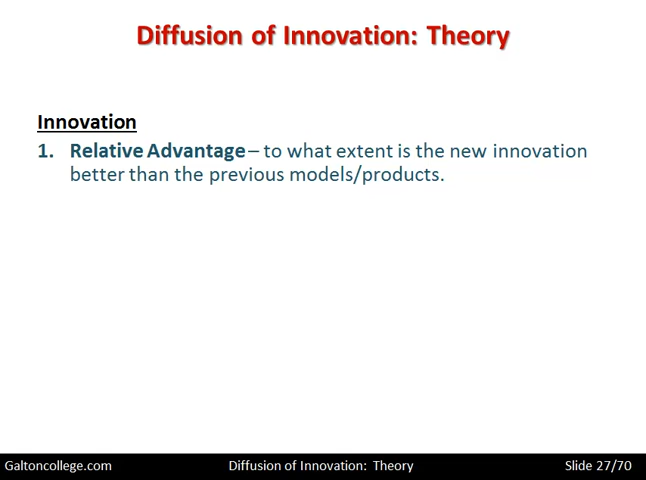 Diffusion of Innovation: Theory
Innovation
1. Relative Advantage – to what extent is the new innovation
better than the previous models/products.
Galtoncollege.com Diffusion of Innovation: Theory Slide 27/70